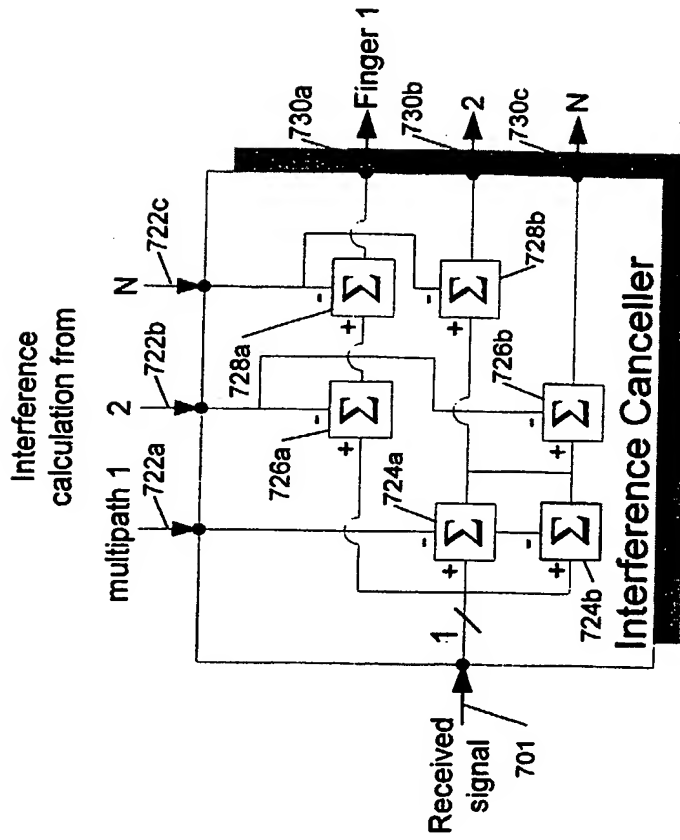 Interference
calculation from
multipath 1
2
N
722a
722b
722c
728a
726a
724a
724b
726b
728b
Σ
Σ
Σ
Σ
Σ
Σ
-
+
-
+
-
+
-
+
-
+
-
+
1
Received
signal
701
730a
Finger 1
730b
2
730c
N
Interference Canceller